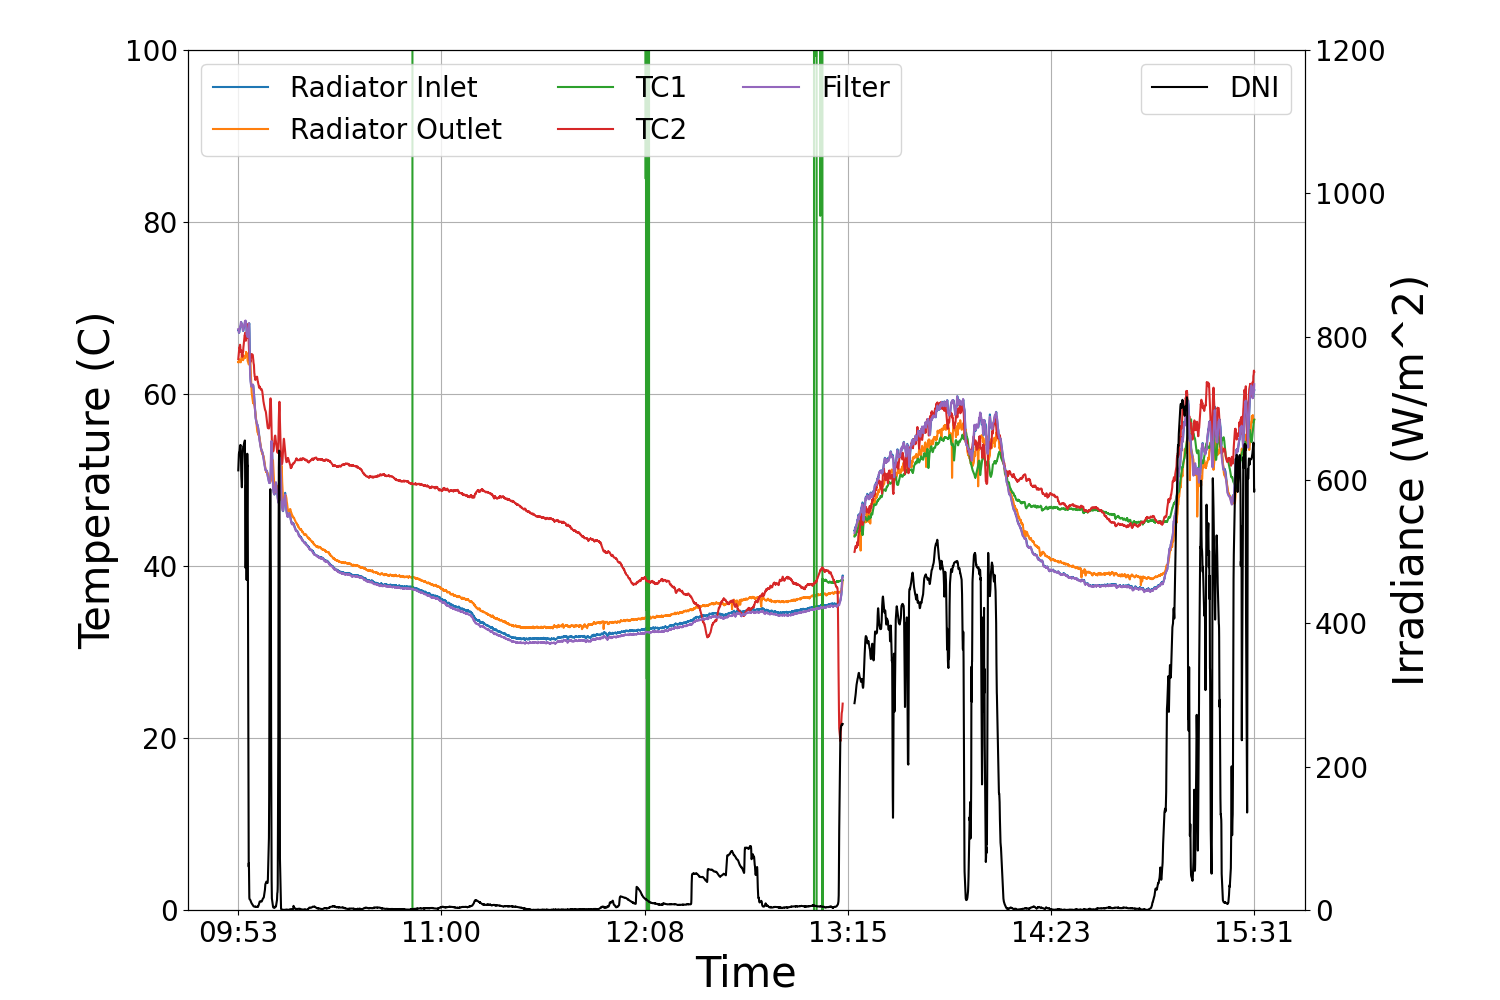 100
80
60
40
20
0
Temperature (C)
Radiator Inlet
Radiator Outlet
TC1
TC2
Filter
DNI
1200
1000
800
600
400
200
0
Irradiance (W/m^2)
09:53 11:00 12:08 13:15 14:23 15:31
Time